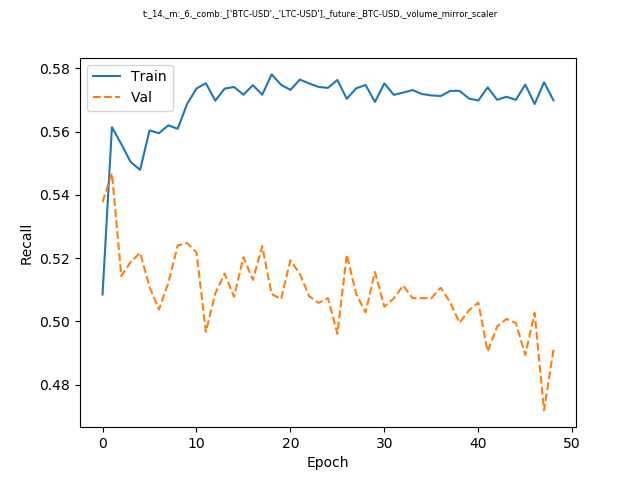 t:_14,_m:_6,_comb:_['BTC-USD',_'LTC-USD'],_future:_BTC-USD,_volume_mirror_scaler
Train
Val
0.58
0.56
0.54
0.52
0.50
0.48
Recall
0 10 20 30 40 50
Epoch